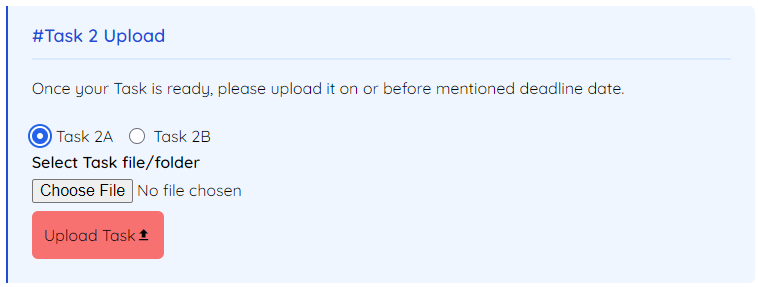 #Task 2 Upload
Once your Task is ready, please upload it on or before mentioned deadline date.
Task 2A Task 2B
Select Task file/folder
Choose File No file chosen
Upload Task